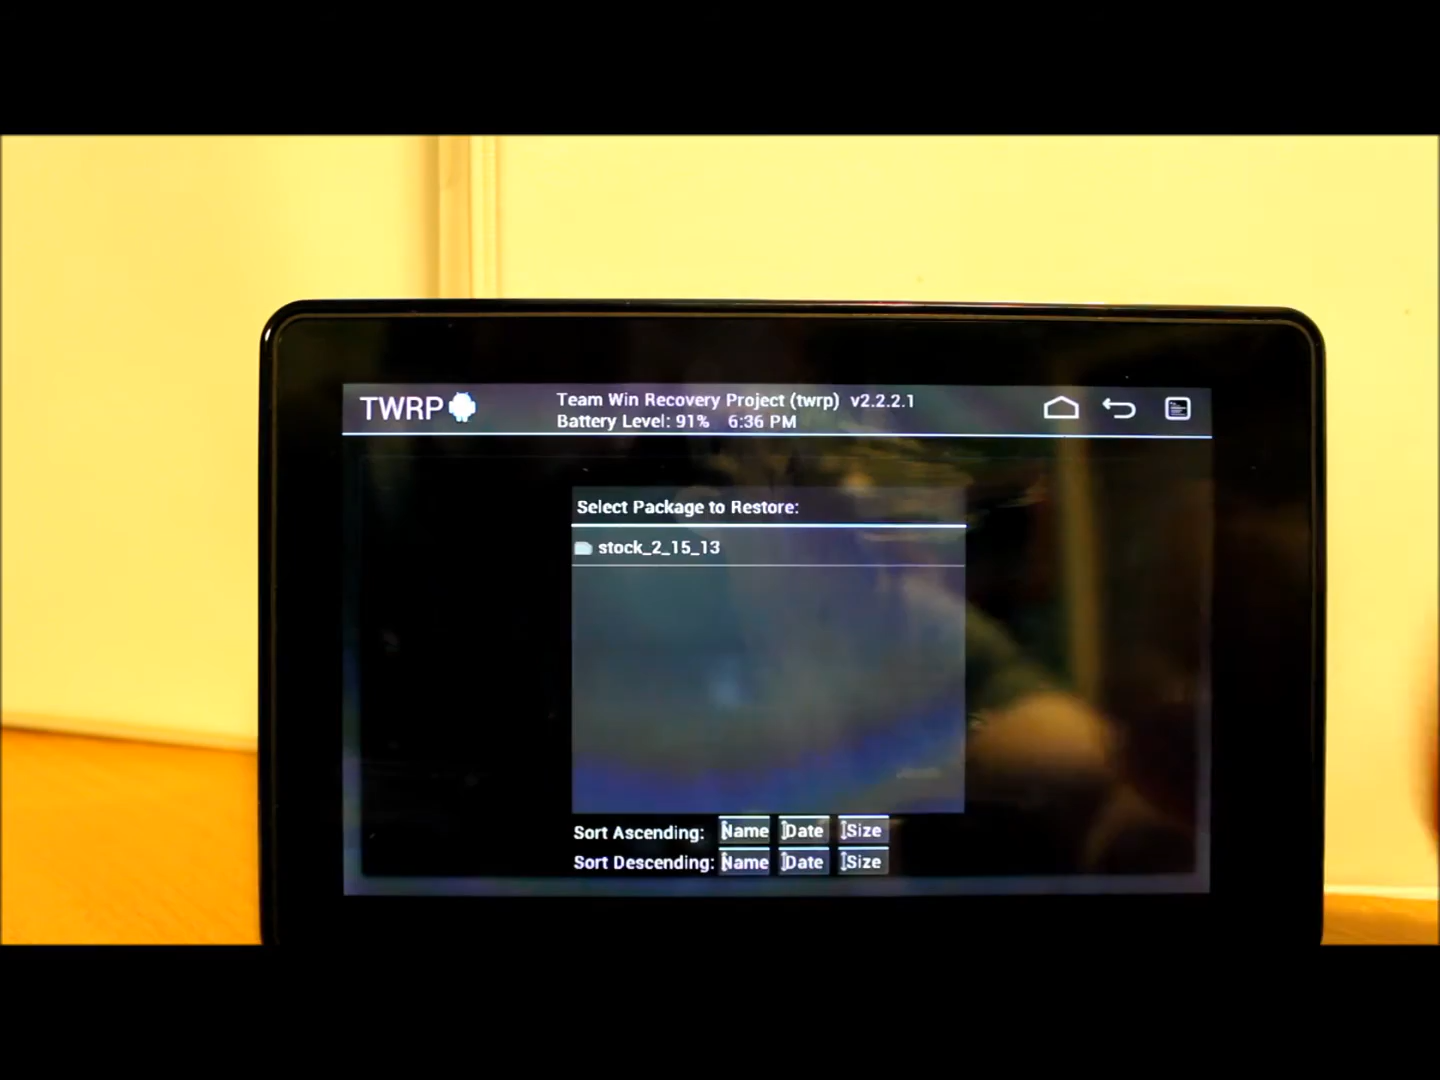 TWRP
Team Win Recovery Project (twrp) v2.2.2.1
Battery Level: 91% 6:36 PM
Select Package to Restore:
stock_2_15_13
Sort Ascending: Name Date Size
Sort Descending: Name Date Size